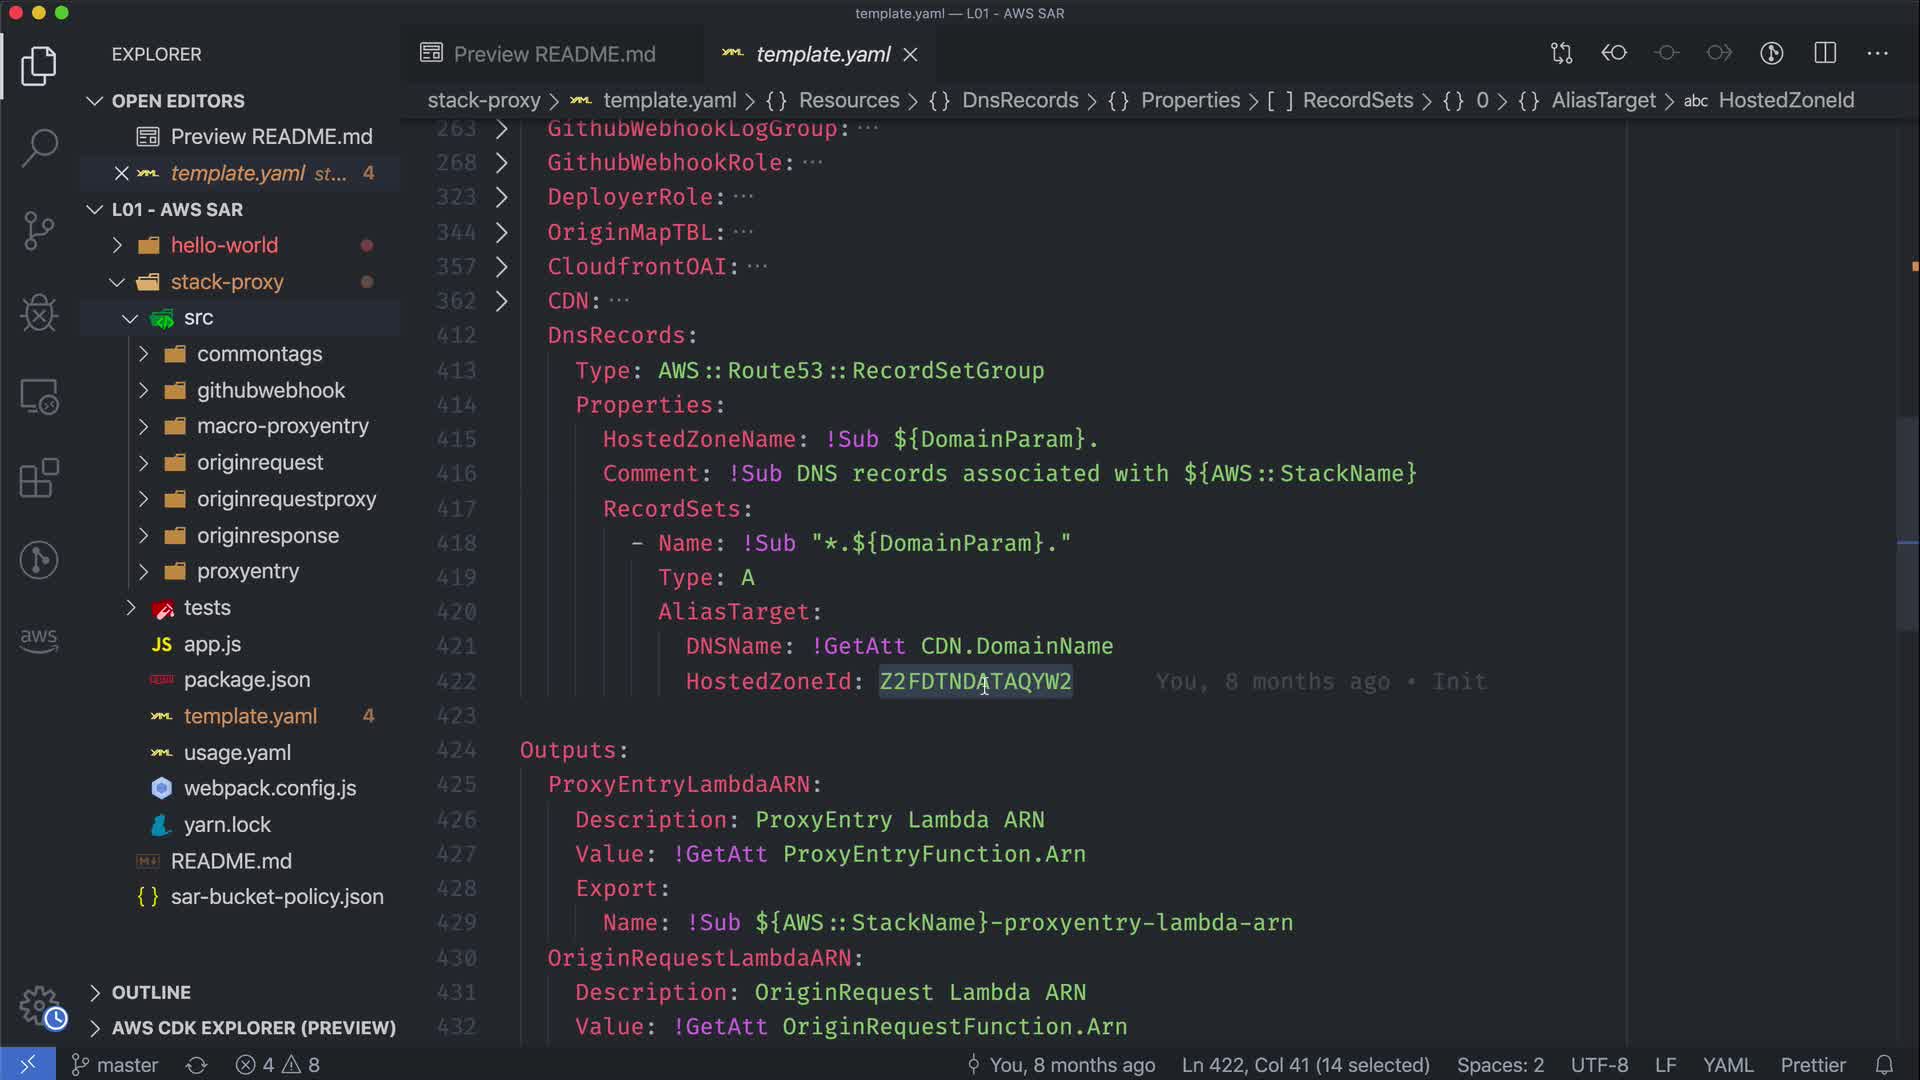 template.yaml — L01 - AWS SAR
EXPLORER
OPEN EDITORS
Preview README.md
template.yaml st... 4
L01 - AWS SAR
hello-world
stack-proxy
src
commontags
githubwebhook
macro-proxyentry
originrequest
originrequestproxy
originresponse
proxyentry
tests
JS app.js
package.json
template.yaml 4
usage.yaml
webpack.config.js
yarn.lock
README.md
{ } sar-bucket-policy.json
OUTLINE
AWS CDK EXPLORER (PREVIEW)
aws
Preview README.md
template.yaml
stack-proxy > template.yaml > {} Resources > {} DnsRecords > {} Properties > [ ] RecordSets > {} 0 > {} AliasTarget > abc HostedZoneId
263 GithubWebhookLogGroup: ...
268 GithubWebhookRole: ...
323 DeployerRole: ...
344 OriginMapTBL: ...
357 CloudfrontOAI: ...
362 CDN: ...
412 DnsRecords:
413 Type: AWS::Route53::RecordSetGroup
414 Properties:
415 HostedZoneName: !Sub ${DomainParam}.
416 Comment: !Sub DNS records associated with ${AWS::StackName}
417 RecordSets:
418 - Name: !Sub "*.${DomainParam}."
419 Type: A
420 AliasTarget:
421 DNSName: !GetAtt CDN.DomainName
422 HostedZoneId: Z2FDTNDATAQYW2 You, 8 months ago • Init
423
424 Outputs:
425 ProxyEntryLambdaARN:
426 Description: ProxyEntry Lambda ARN
427 Value: !GetAtt ProxyEntryFunction.Arn
428 Export:
429 Name: !Sub ${AWS::StackName}-proxyentry-lambda-arn
430 OriginRequestLambdaARN:
431 Description: OriginRequest Lambda ARN
432 Value: !GetAtt OriginRequestFunction.Arn
master 4 8 You, 8 months ago Ln 422, Col 41 (14 selected) Spaces: 2 UTF-8 LF YAML Prettier